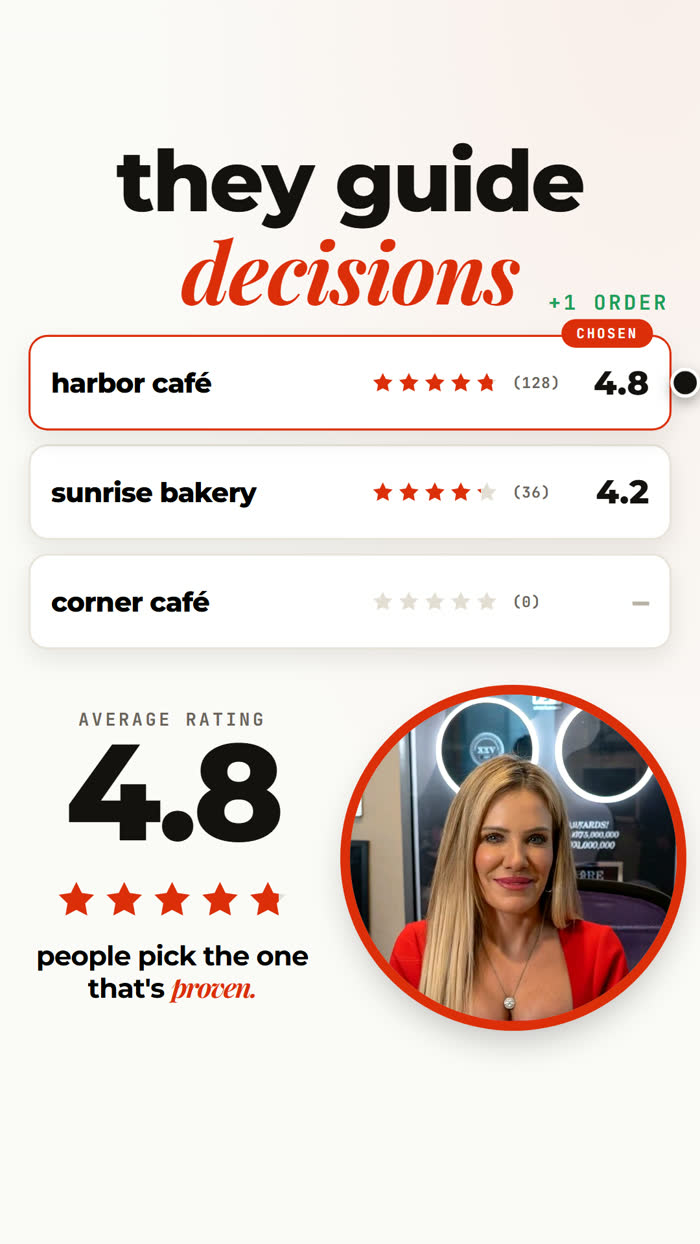 they guide
decisions
+1 ORDER
CHOSEN
harbor café (128) 4.8
sunrise bakery (36) 4.2
corner café (0) –
AVERAGE RATING
4.8
people pick the one
that's proven.
XXV